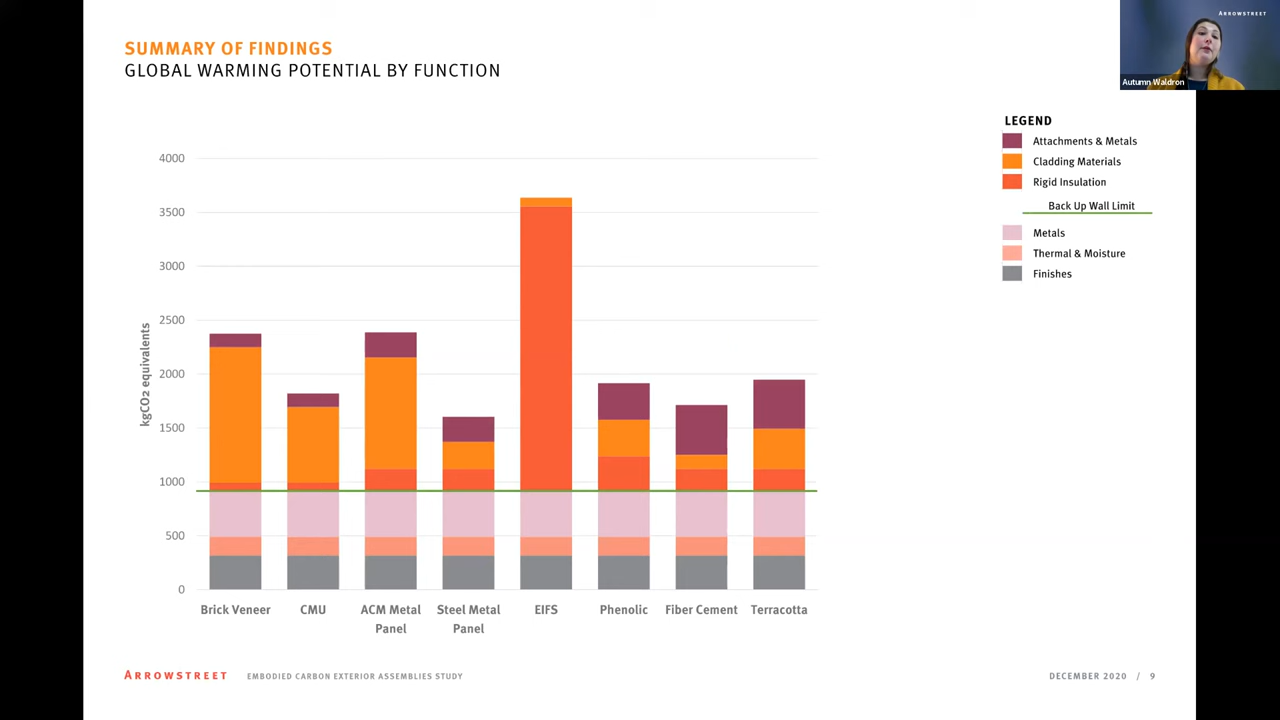 SUMMARY OF FINDINGS
GLOBAL WARMING POTENTIAL BY FUNCTION
ARROWSTREET
Autumn Waldron
LEGEND
Attachments & Metals
Cladding Materials
Rigid Insulation
Back Up Wall Limit
Metals
Thermal & Moisture
Finishes
kgCO2 equivalents
4000
3500
3000
2500
2000
1500
1000
500
0
Brick Veneer
CMU
ACM Metal
Panel
Steel Metal
Panel
EIFS
Phenolic
Fiber Cement
Terracotta
ARROWSTREET EMBODIED CARBON EXTERIOR ASSEMBLIES STUDY
DECEMBER 2020 / 9